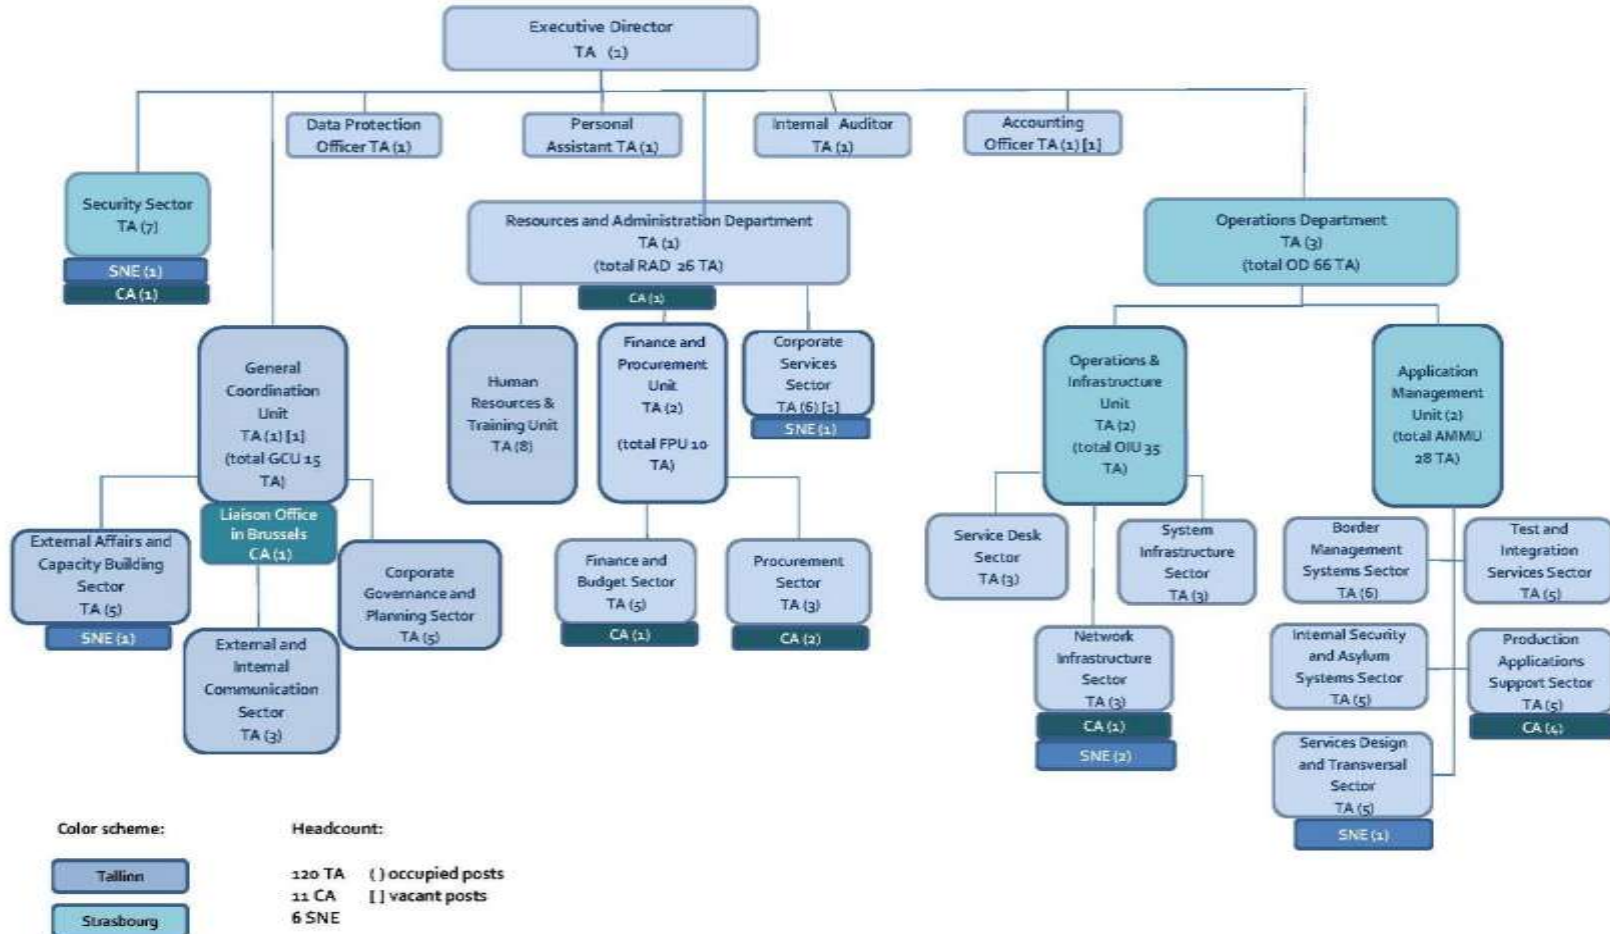 Executive Director
TA (1)
Data Protection
Officer TA (1)
Personal
Assistant TA (1)
Internal Auditor
TA (1)
Accounting
Officer TA (1) [1]
Security Sector
TA (7)
SNE (1)
CA (1)
Resources and Administration Department
TA (1)
(total RAD 26 TA)
CA (1)
Operations Department
TA (3)
(total OD 66 TA)
General
Coordination
Unit
TA (1) [1]
(total GCU 15
TA)
Liaison Office
in Brussels
CA (1)
Human
Resources &
Training Unit
TA (8)
Finance and
Procurement
Unit
TA (2)
(total FPU 10
TA)
Corporate
Services
Sector
TA (6) [1]
SNE (1)
Operations &
Infrastructure
Unit
TA (2)
(total OIU 35
TA)
Application
Management
Unit (2)
(total AMMU
28 TA)
External Affairs and
Capacity Building
Sector
TA (5)
SNE (1)
External and
Internal
Communication
Sector
TA (3)
Corporate
Governance and
Planning Sector
TA (5)
Finance and
Budget Sector
TA (5)
CA (1)
Procurement
Sector
TA (3)
CA (2)
Service Desk
Sector
TA (3)
System
Infrastructure
Sector
TA (3)
Network
Infrastructure
Sector
TA (3)
CA (1)
SNE (2)
Border
Management
Systems Sector
TA (6)
Test and
Integration
Services Sector
TA (5)
Internal Security
and Asylum
Systems Sector
TA (5)
Production
Applications
Support Sector
TA (5)
CA (4)
Services Design
and Transversal
Sector
TA (5)
SNE (1)
Color scheme:
Tallinn
Strasbourg
Headcount:
120 TA ( ) occupied posts
11 CA [ ] vacant posts
6 SNE